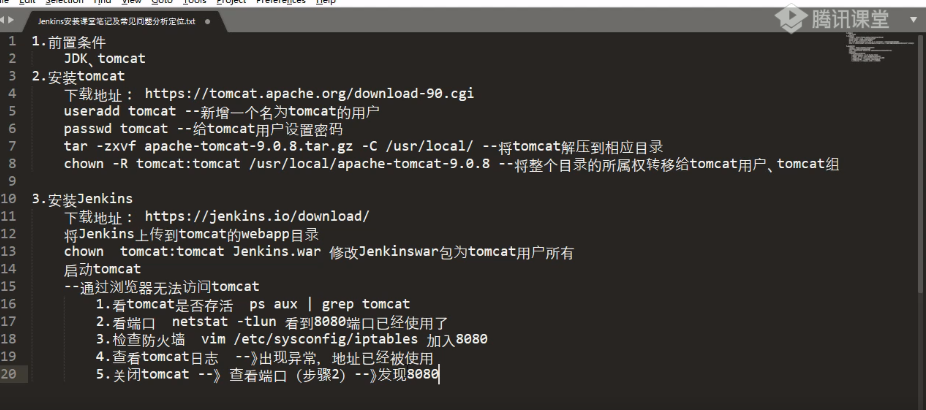 Edit Selection Find View Goto Tools Project Preferences Help
Jenkins安装课堂笔记及常见问题分析定位.txt
腾讯课堂
1 1.前置条件
2 JDK、tomcat
3 2.安装tomcat
4 下载地址： https://tomcat.apache.org/download-90.cgi
5 useradd tomcat --新增一个名为tomcat的用户
6 passwd tomcat --给tomcat用户设置密码
7 tar -zxvf apache-tomcat-9.0.8.tar.gz -C /usr/local/ --将tomcat解压到相应目录
8 chown -R tomcat:tomcat /usr/local/apache-tomcat-9.0.8 --将整个目录的所属权转移给tomcat用户、tomcat组
9
10 3.安装Jenkins
11 下载地址： https://jenkins.io/download/
12 将Jenkins上传到tomcat的webapp目录
13 chown  tomcat:tomcat Jenkins.war 修改Jenkinswar包为tomcat用户所有
14 启动tomcat
15 --通过浏览器无法访问tomcat
16 1.看tomcat是否存活  ps aux | grep tomcat
17 2.看端口  netstat -tlun 看到8080端口已经使用了
18 3.检查防火墙  vim /etc/sysconfig/iptables 加入8080
19 4.查看tomcat日志  --》出现异常，地址已经被使用
20 5.关闭tomcat --》 查看端口（步骤2）--》发现8080